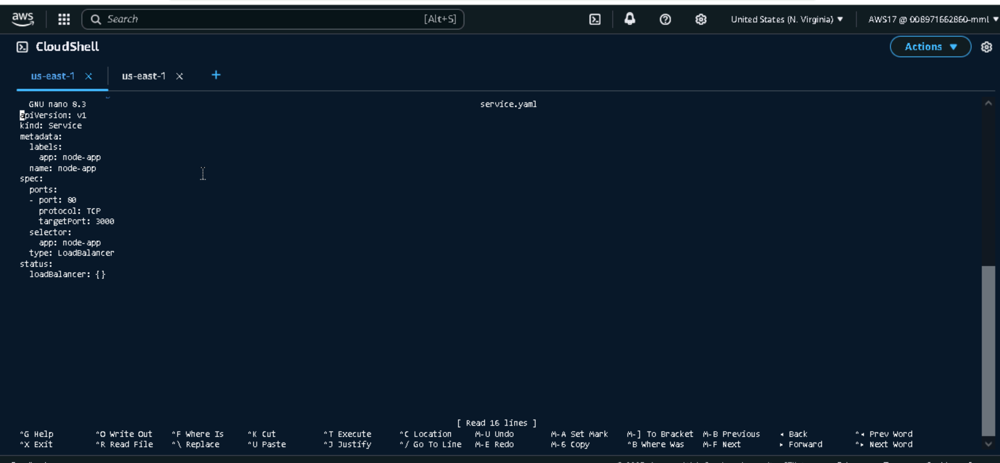 aws Search [Alt+S] United States (N. Virginia) ▼ AWS17 @ 008971662860-mml ▼
CloudShell Actions ▼
us-east-1 × us-east-1 × +
GNU nano 8.3 service.yaml
apiVersion: v1
kind: Service
metadata:
  labels:
    app: node-app
  name: node-app
spec:
  ports:
  - port: 80
    protocol: TCP
    targetPort: 3000
  selector:
    app: node-app
  type: LoadBalancer
status:
  loadBalancer: {}
[ Read 16 lines ]
^G Help ^O Write Out ^F Where Is ^K Cut ^T Execute ^C Location M-U Undo M-A Set Mark M-] To Bracket M-B Previous ◂ Back ^◂ Prev Word
^X Exit ^R Read File ^\ Replace ^U Paste ^J Justify ^/ Go To Line M-E Redo M-6 Copy ^B Where Was M-F Next ▸ Forward ^▸ Next Word